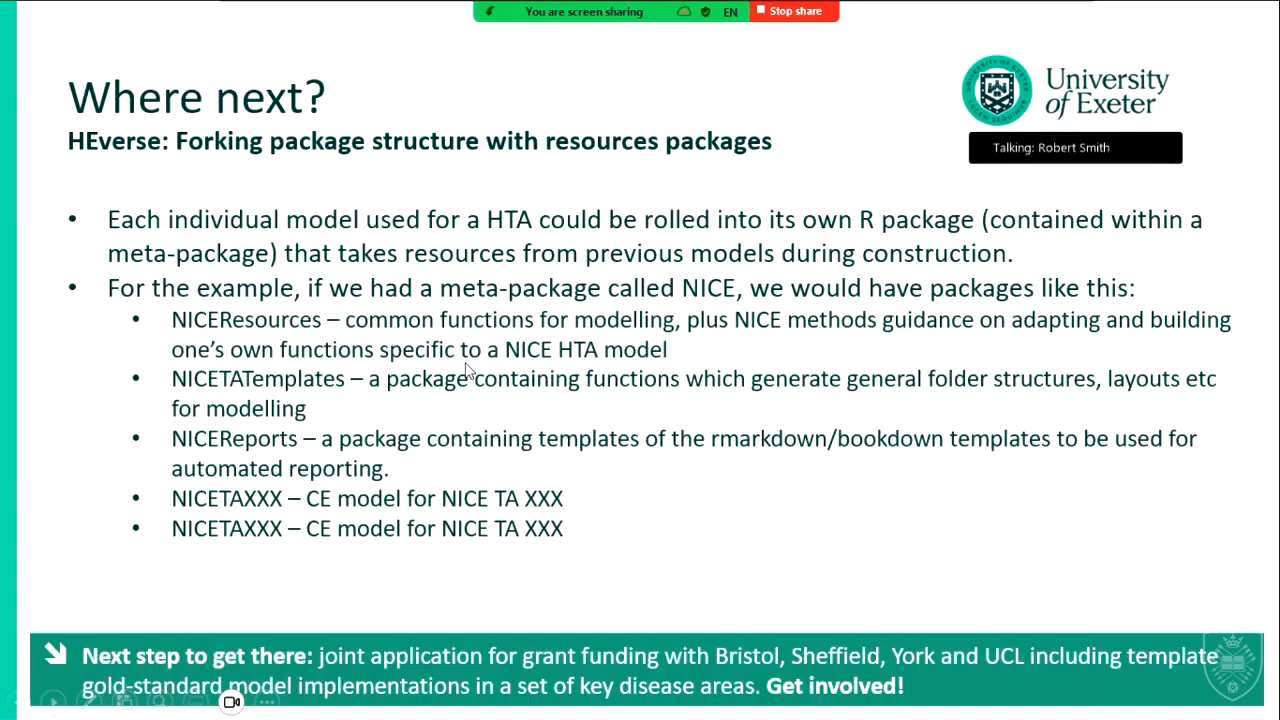 You are screen sharing EN Stop share
Where next?
University
of Exeter
HEverse: Forking package structure with resources packages
Talking: Robert Smith
• Each individual model used for a HTA could be rolled into its own R package (contained within a
meta-package) that takes resources from previous models during construction.
• For the example, if we had a meta-package called NICE, we would have packages like this:
• NICEResources – common functions for modelling, plus NICE methods guidance on adapting and building
one’s own functions specific to a NICE HTA model
• NICETATemplates – a package containing functions which generate general folder structures, layouts etc
for modelling
• NICEReports – a package containing templates of the rmarkdown/bookdown templates to be used for
automated reporting.
• NICETAXXX – CE model for NICE TA XXX
• NICETAXXX – CE model for NICE TA XXX
Next step to get there: joint application for grant funding with Bristol, Sheffield, York and UCL including template
gold-standard model implementations in a set of key disease areas. Get involved!